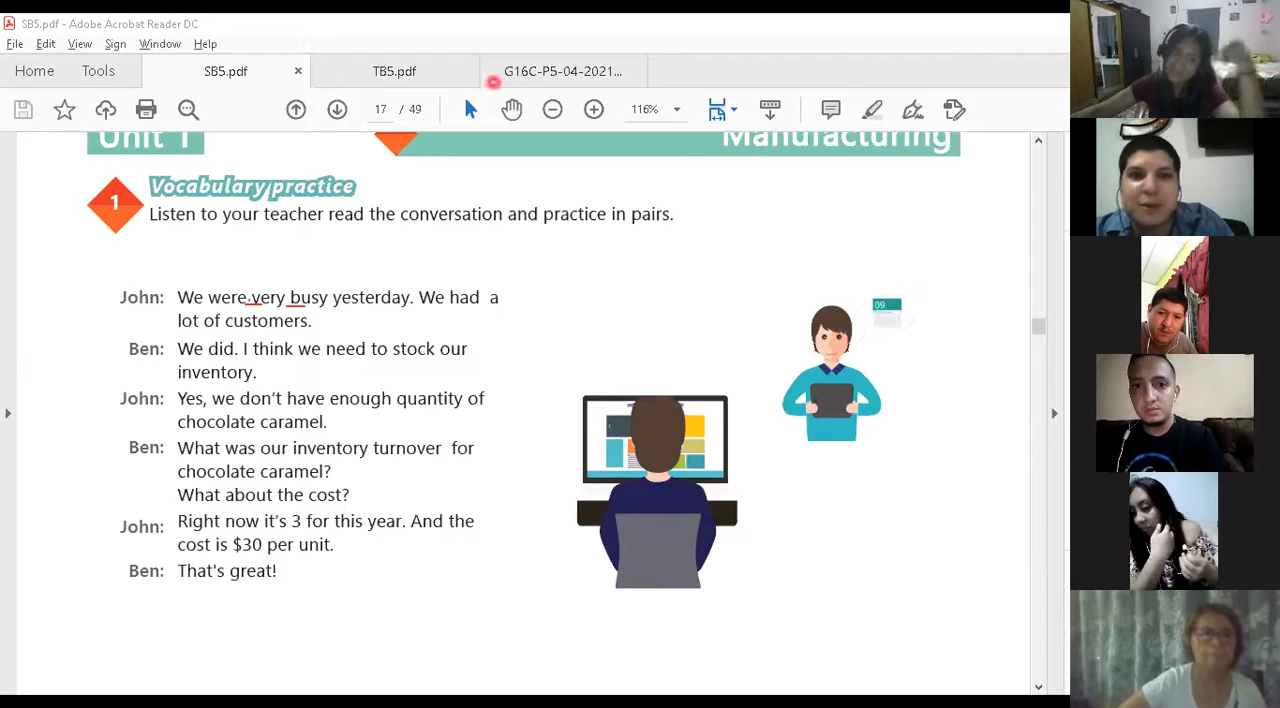 SB5.pdf - Adobe Acrobat Reader DC
File Edit View Sign Window Help
Home Tools SB5.pdf × TB5.pdf G16C-P5-04-2021...
17 / 49 116%
Unit 1 Manufacturing
Vocabulary practice
1 Listen to your teacher read the conversation and practice in pairs.
John: We were very busy yesterday. We had a
lot of customers.
Ben: We did. I think we need to stock our
inventory.
John: Yes, we don't have enough quantity of
chocolate caramel.
Ben: What was our inventory turnover for
chocolate caramel?
What about the cost?
John: Right now it's 3 for this year. And the
cost is $30 per unit.
Ben: That's great!
09